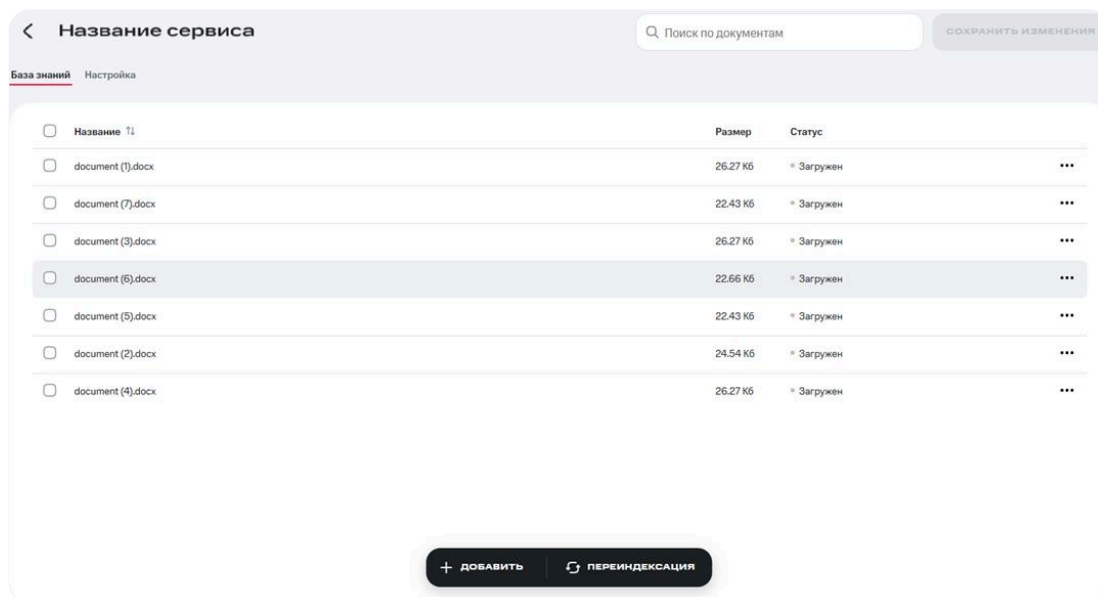 Название сервиса
Поиск по документам
СОХРАНИТЬ ИЗМЕНЕНИЯ
База знаний Настройка
Название Размер Статус
document (1).docx 26.27 Кб Загружен
document (7).docx 22.43 Кб Загружен
document (3).docx 26.27 Кб Загружен
document (6).docx 22.66 Кб Загружен
document (5).docx 22.43 Кб Загружен
document (2).docx 24.54 Кб Загружен
document (4).docx 26.27 Кб Загружен
ДОБАВИТЬ ПЕРЕИНДЕКСАЦИЯ